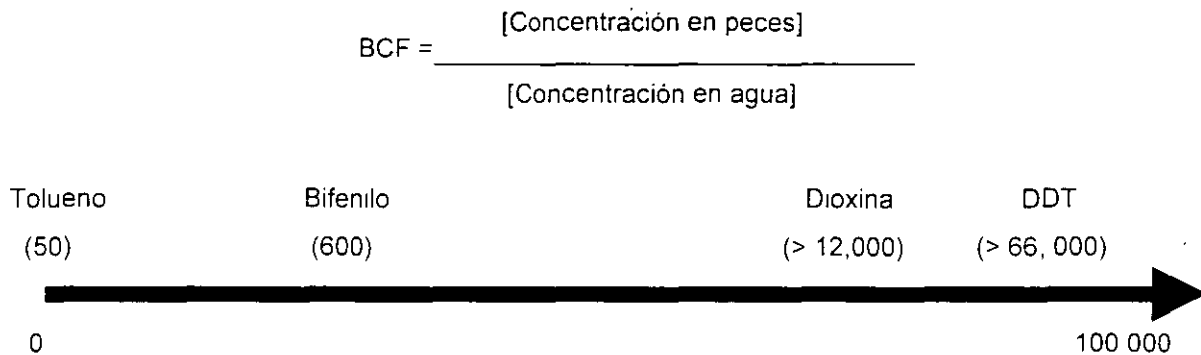 [Concentración en peces]
BCF =
[Concentración en agua]
Tolueno Bifenilo Dioxina DDT
(50) (600) (> 12,000) (> 66, 000)
0 100 000